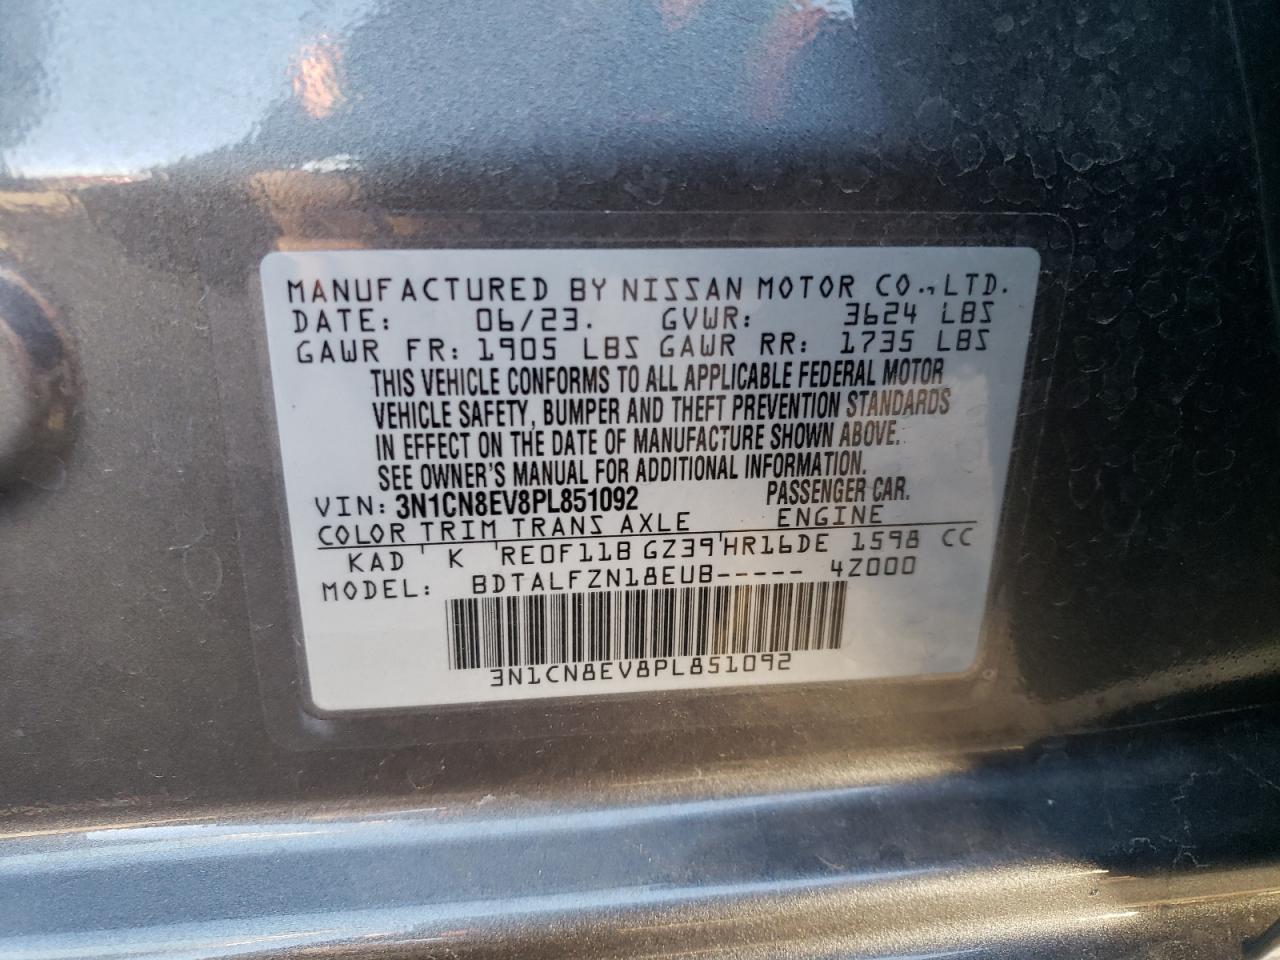 MANUFACTURED BY NISSAN MOTOR CO., LTD.
DATE: 06/23. GVWR: 3624 LBS
GAWR FR: 1905 LBS GAWR RR: 1735 LBS
THIS VEHICLE CONFORMS TO ALL APPLICABLE FEDERAL MOTOR
VEHICLE SAFETY, BUMPER AND THEFT PREVENTION STANDARDS
IN EFFECT ON THE DATE OF MANUFACTURE SHOWN ABOVE.
SEE OWNER'S MANUAL FOR ADDITIONAL INFORMATION.
VIN: 3N1CN8EV8PL851092 PASSENGER CAR.
COLOR TRIM TRANS AXLE ENGINE
KAD K RE0F11B GZ39 HR16DE 1598 CC
MODEL: BDTALFZN18EUB----- 4Z000
3N1CN8EV8PL851092